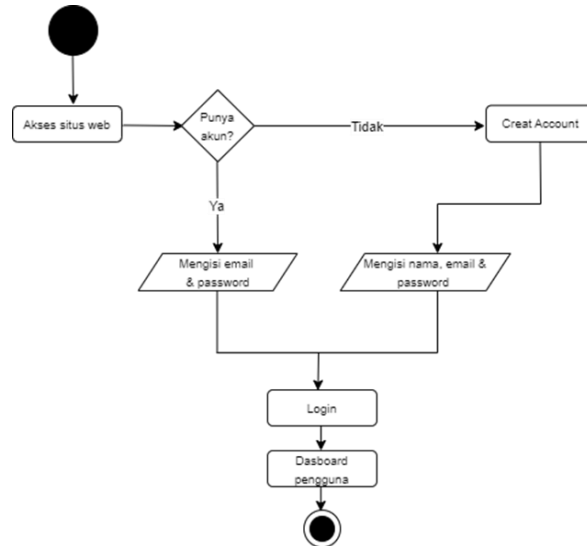 Akses situs web
Punya
akun?
Tidak
Creat Account
Ya
Mengisi email
& password
Mengisi nama, email &
password
Login
Dasboard
pengguna